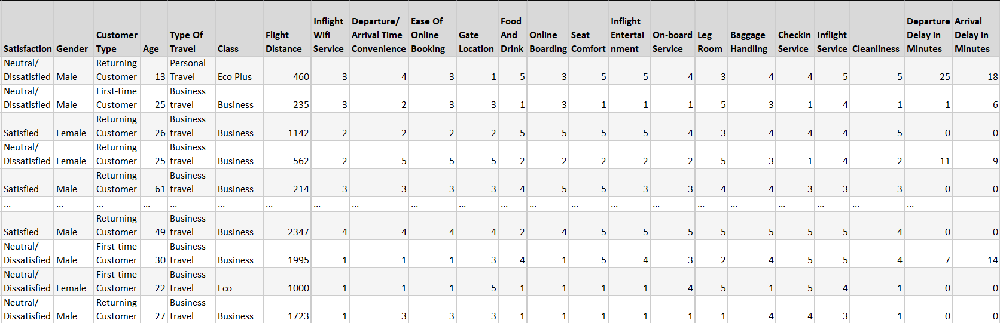 Satisfaction Gender Customer Type Age Type Of Travel Class Flight Distance Inflight Wifi Service Departure/ Arrival Time Convenience Ease Of Online Booking Gate Location Food And Drink Online Boarding Seat Comfort Inflight Entertai nment On-board Service Leg Room Baggage Handling Checkin Service Inflight Service Cleanliness Departure Delay in Minutes Arrival Delay in Minutes
Neutral/ Dissatisfied Male Returning Customer 13 Personal Travel Eco Plus 460 3 4 3 1 5 3 5 5 4 3 4 4 5 5 25 18
Neutral/ Dissatisfied Male First-time Customer 25 Business travel Business 235 3 2 3 3 1 3 1 1 1 5 3 1 4 1 1 6
Satisfied Female Returning Customer 26 Business travel Business 1142 2 2 2 2 5 5 5 5 4 3 4 4 4 5 0 0
Neutral/ Dissatisfied Female Returning Customer 25 Business travel Business 562 2 5 5 5 2 2 2 2 2 5 3 1 4 2 11 9
Satisfied Male Returning Customer 61 Business travel Business 214 3 3 3 3 4 5 5 3 3 4 4 3 3 3 0 0
... ... ... ... ... ... ... ... ... ... ... ... ... ... ... ... ... ... ... ... ... ...
Satisfied Male Returning Customer 49 Business travel Business 2347 4 4 4 4 2 4 5 5 5 5 5 5 5 4 0 0
Neutral/ Dissatisfied Male First-time Customer 30 Business travel Business 1995 1 1 1 3 4 1 5 4 3 2 4 5 5 4 7 14
Neutral/ Dissatisfied Female First-time Customer 22 Business travel Eco 1000 1 1 1 5 1 1 1 1 4 5 1 5 4 1 0 0
Neutral/ Dissatisfied Male Returning Customer 27 Business travel Business 1723 1 3 3 3 1 1 1 1 1 1 4 4 3 1 0 0